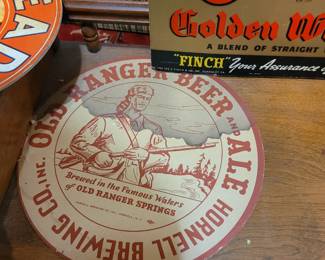 EAD
Golden W
A BLEND OF STRAIGHT
"FINCH" Your Assurance
OLD RANGER BEER AND ALE
HORNELL BREWING CO., INC.
Brewed in the Famous Waters
of OLD RANGER SPRINGS